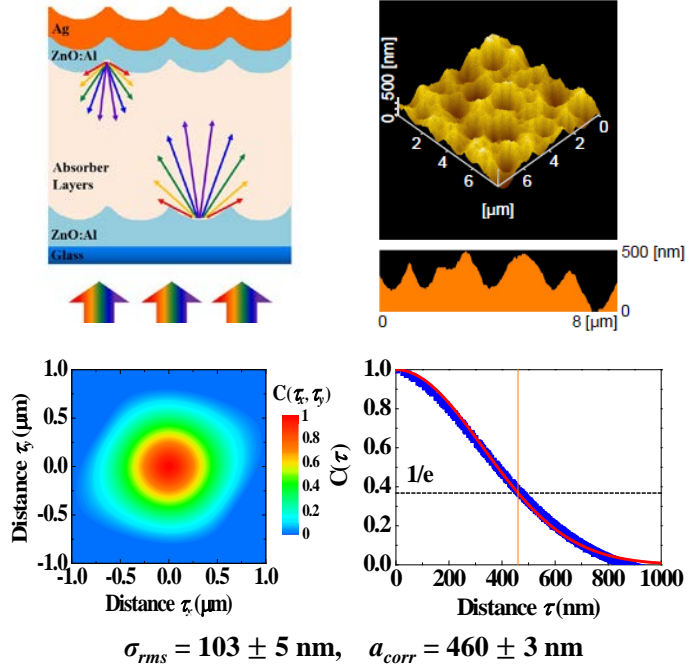 Ag
ZnO:Al
Absorber
Layers
ZnO:Al
Glass
0 500 [nm]
2
4
6
0
2
4
6
[µm]
500 [nm]
0
0
8 [µm]
1.0
0.5
0.0
-0.5
-1.0
-1.0 -0.5 0.0 0.5 1.0
Distance τy (µm)
Distance τx (µm)
C(τx, τy)
1
0.8
0.6
0.4
0.2
0
1.0
0.8
0.6
0.4
0.2
0.0
0 200 400 600 800 1000
C(τ)
1/e
Distance τ (nm)
σrms = 103 ± 5 nm, acorr = 460 ± 3 nm